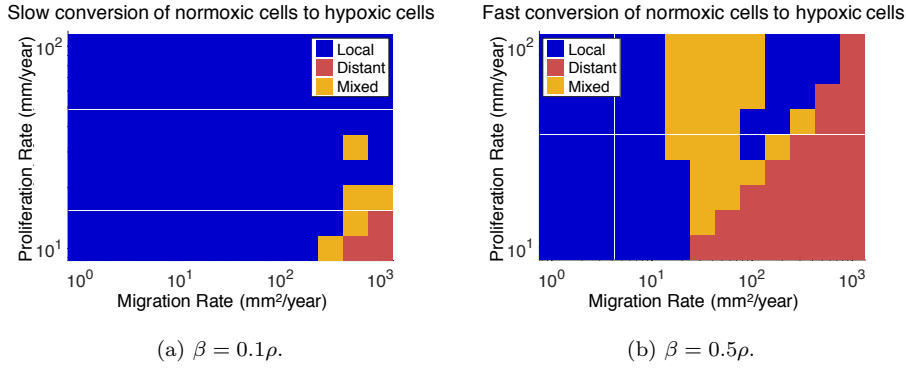 Slow conversion of normoxic cells to hypoxic cells
Proliferation Rate (mm/year)
10²
10¹
Local
Distant
Mixed
10⁰ 10¹ 10² 10³
Migration Rate (mm²/year)
(a) β = 0.1ρ.
Fast conversion of normoxic cells to hypoxic cells
Proliferation Rate (mm/year)
10²
10¹
Local
Distant
Mixed
10⁰ 10¹ 10² 10³
Migration Rate (mm²/year)
(b) β = 0.5ρ.